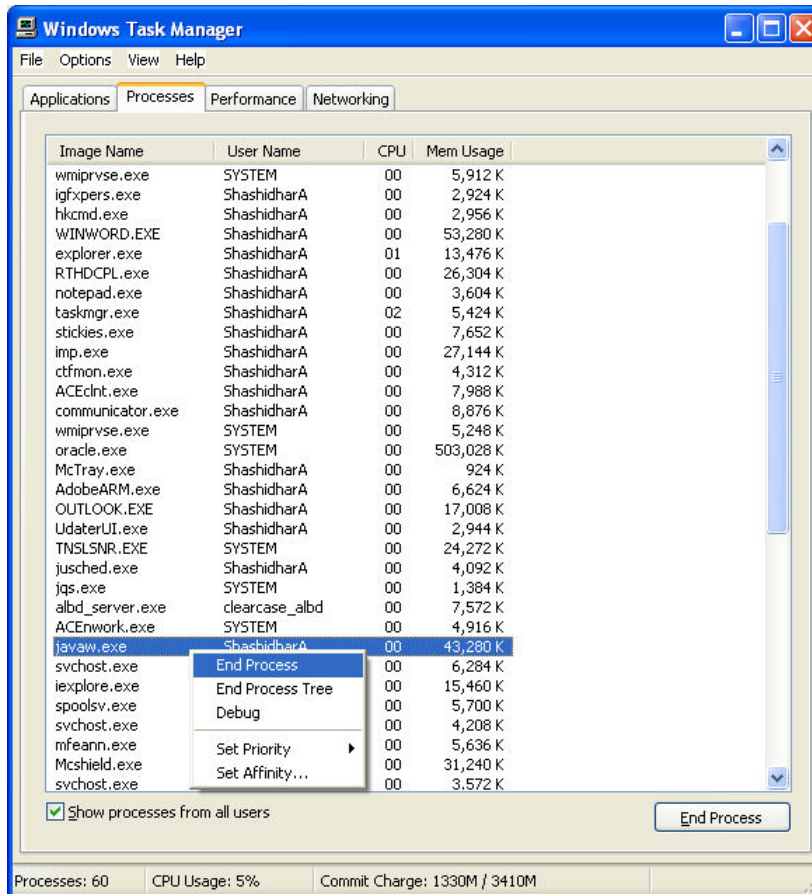 Windows Task Manager
File Options View Help
Applications Processes Performance Networking
Image Name User Name CPU Mem Usage
wmiprvse.exe SYSTEM 00 5,912 K
igfxpers.exe ShashidharA 00 2,924 K
hkcmd.exe ShashidharA 00 2,956 K
WINWORD.EXE ShashidharA 00 53,280 K
explorer.exe ShashidharA 01 13,476 K
RTHDCPL.exe ShashidharA 00 26,304 K
notepad.exe ShashidharA 00 3,604 K
taskmgr.exe ShashidharA 02 5,424 K
stickies.exe ShashidharA 00 7,652 K
imp.exe ShashidharA 00 27,144 K
ctfmon.exe ShashidharA 00 4,312 K
ACEclnt.exe ShashidharA 00 7,988 K
communicator.exe ShashidharA 00 8,876 K
wmiprvse.exe SYSTEM 00 5,248 K
oracle.exe SYSTEM 00 503,028 K
McTray.exe ShashidharA 00 924 K
AdobeARM.exe ShashidharA 00 6,624 K
OUTLOOK.EXE ShashidharA 00 17,008 K
UdaterUI.exe ShashidharA 00 2,944 K
TNSLSNR.EXE SYSTEM 00 24,272 K
jusched.exe ShashidharA 00 4,092 K
jqs.exe SYSTEM 00 1,384 K
albd_server.exe clearcase_albd 00 7,572 K
ACEnwork.exe SYSTEM 00 4,916 K
javaw.exe ShashidharA 00 43,280 K
svchost.exe End Process 00 6,284 K
iexplore.exe End Process Tree 00 15,460 K
spoolsv.exe Debug 00 5,700 K
svchost.exe 00 4,208 K
mfeann.exe Set Priority 00 5,636 K
Mcshield.exe Set Affinity... 00 31,240 K
svchost.exe 00 3,572 K
Show processes from all users End Process
Processes: 60 CPU Usage: 5% Commit Charge: 1330M / 3410M